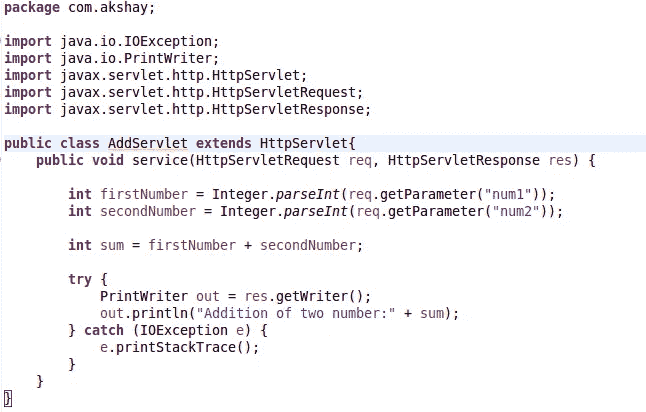 package com.akshay;
import java.io.IOException;
import java.io.PrintWriter;
import javax.servlet.http.HttpServlet;
import javax.servlet.http.HttpServletRequest;
import javax.servlet.http.HttpServletResponse;
public class AddServlet extends HttpServlet{
public void service(HttpServletRequest req, HttpServletResponse res) {
int firstNumber = Integer.parseInt(req.getParameter("num1"));
int secondNumber = Integer.parseInt(req.getParameter("num2"));
int sum = firstNumber + secondNumber;
try {
PrintWriter out = res.getWriter();
out.println("Addition of two number:" + sum);
} catch (IOException e) {
e.printStackTrace();
}
}
}